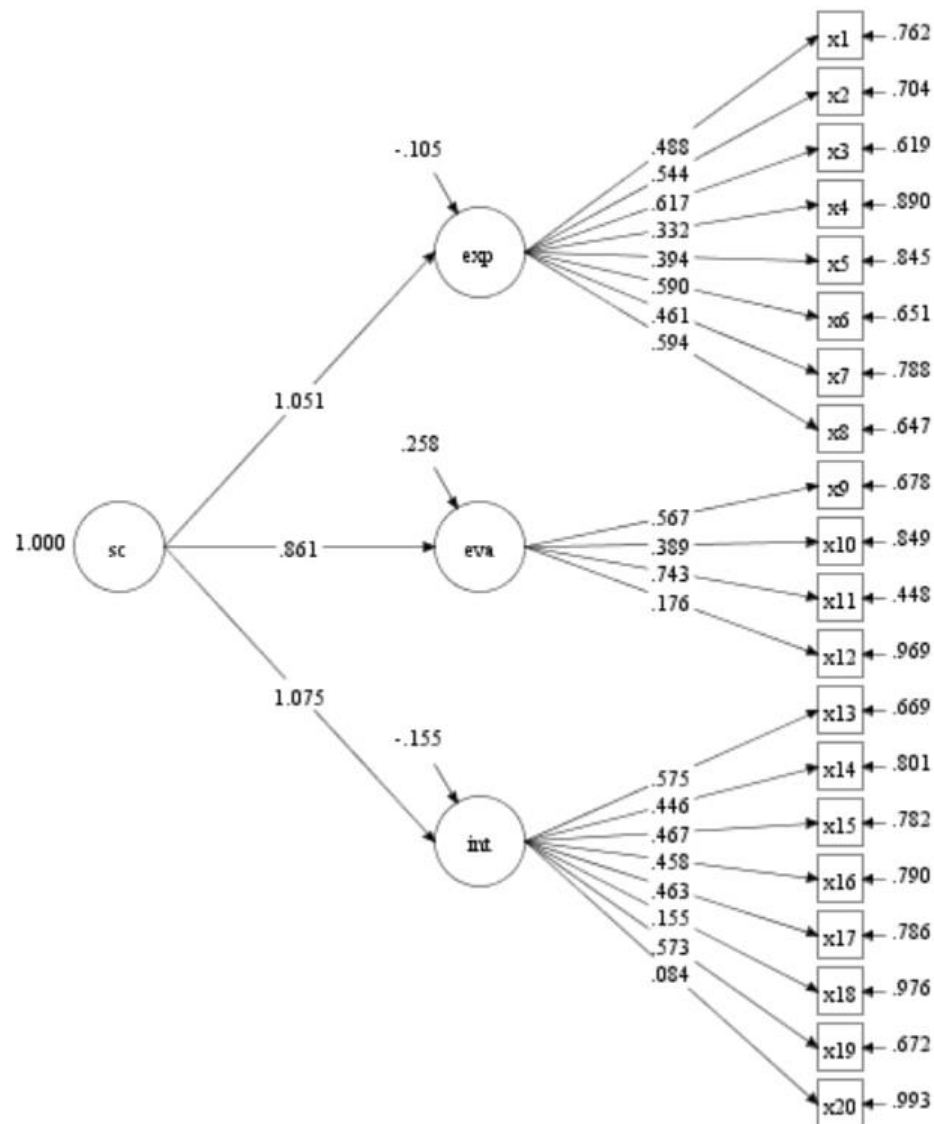 x1 .762
x2 .704
-.105
.488
x3 .619
.544
.617
x4 .890
.332
exp
.394
x5 .845
.590
.461
x6 .651
.594
x7 .788
1.051
x8 .647
.258
x9 .678
.567
1.000
sc
.861
eva
.389
x10 .849
.743
.176
x11 .448
x12 .969
1.075
x13 .669
-.155
.575
x14 .801
.446
.467
x15 .782
int
.458
.463
x16 .790
.155
.573
x17 .786
.084
x18 .976
x19 .672
x20 .993